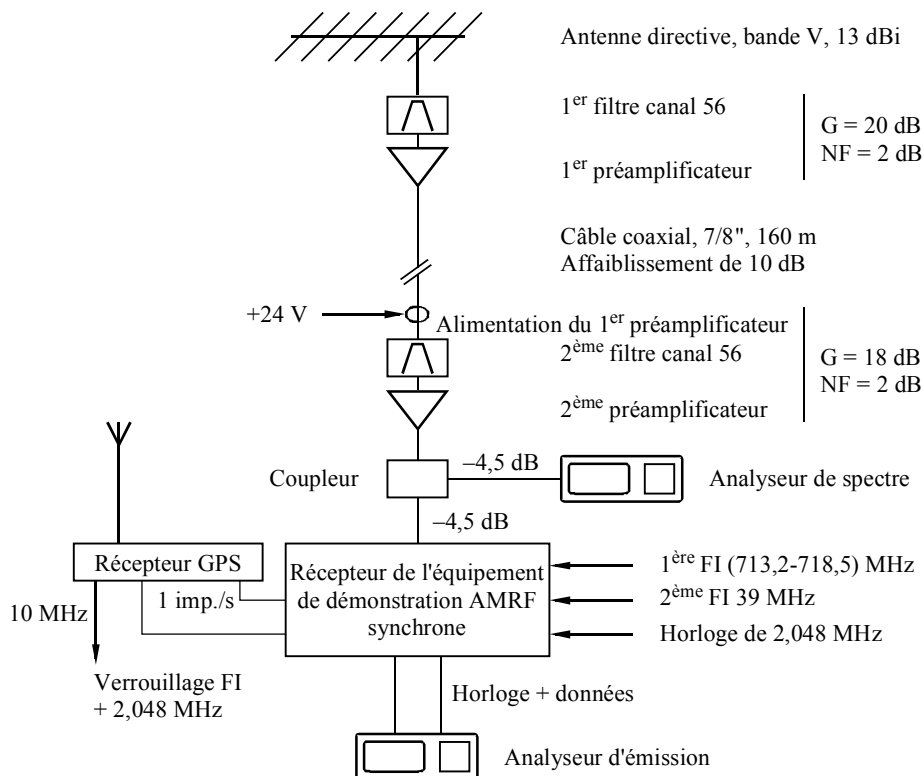 Antenne directive, bande V, 13 dBi
1er filtre canal 56
G = 20 dB
NF = 2 dB
1er préamplificateur
Câble coaxial, 7/8", 160 m
Affaiblissement de 10 dB
+24 V
Alimentation du 1er préamplificateur
2ème filtre canal 56
G = 18 dB
NF = 2 dB
2ème préamplificateur
Coupleur
–4,5 dB
Analyseur de spectre
–4,5 dB
Récepteur GPS
10 MHz
1 imp./s
Récepteur de l'équipement
de démonstration AMRF
synchrone
1ère FI (713,2-718,5) MHz
2ème FI 39 MHz
Horloge de 2,048 MHz
Verrouillage FI
+ 2,048 MHz
Horloge + données
Analyseur d'émission